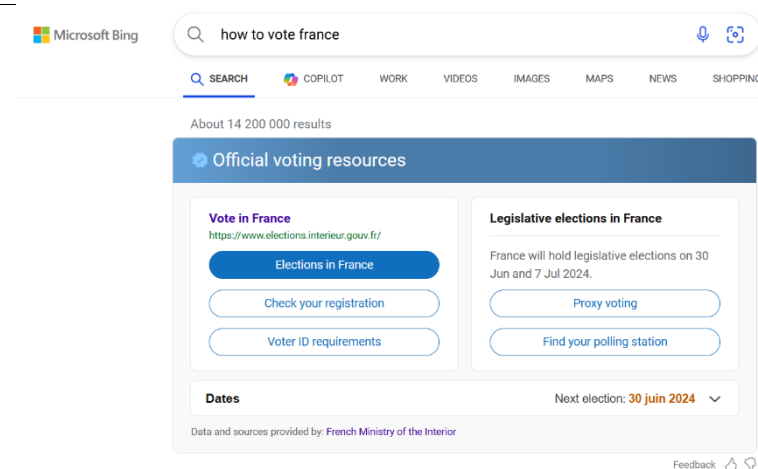 Microsoft Bing
how to vote france
SEARCH COPILOT WORK VIDEOS IMAGES MAPS NEWS SHOPPING
About 14 200 000 results
Official voting resources
Vote in France
https://www.elections.interieur.gouv.fr/
Elections in France
Check your registration
Voter ID requirements
Legislative elections in France
France will hold legislative elections on 30
Jun and 7 Jul 2024.
Proxy voting
Find your polling station
Dates Next election: 30 juin 2024
Data and sources provided by: French Ministry of the Interior
Feedback